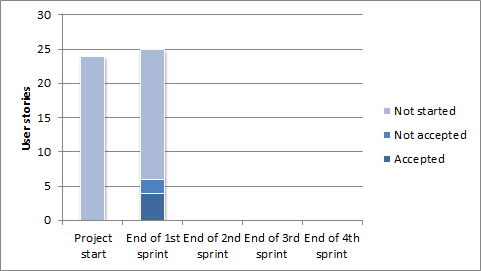 30
25
20
15
10
5
0
User stories
Project start
End of 1st sprint
End of 2nd sprint
End of 3rd sprint
End of 4th sprint
Not started
Not accepted
Accepted